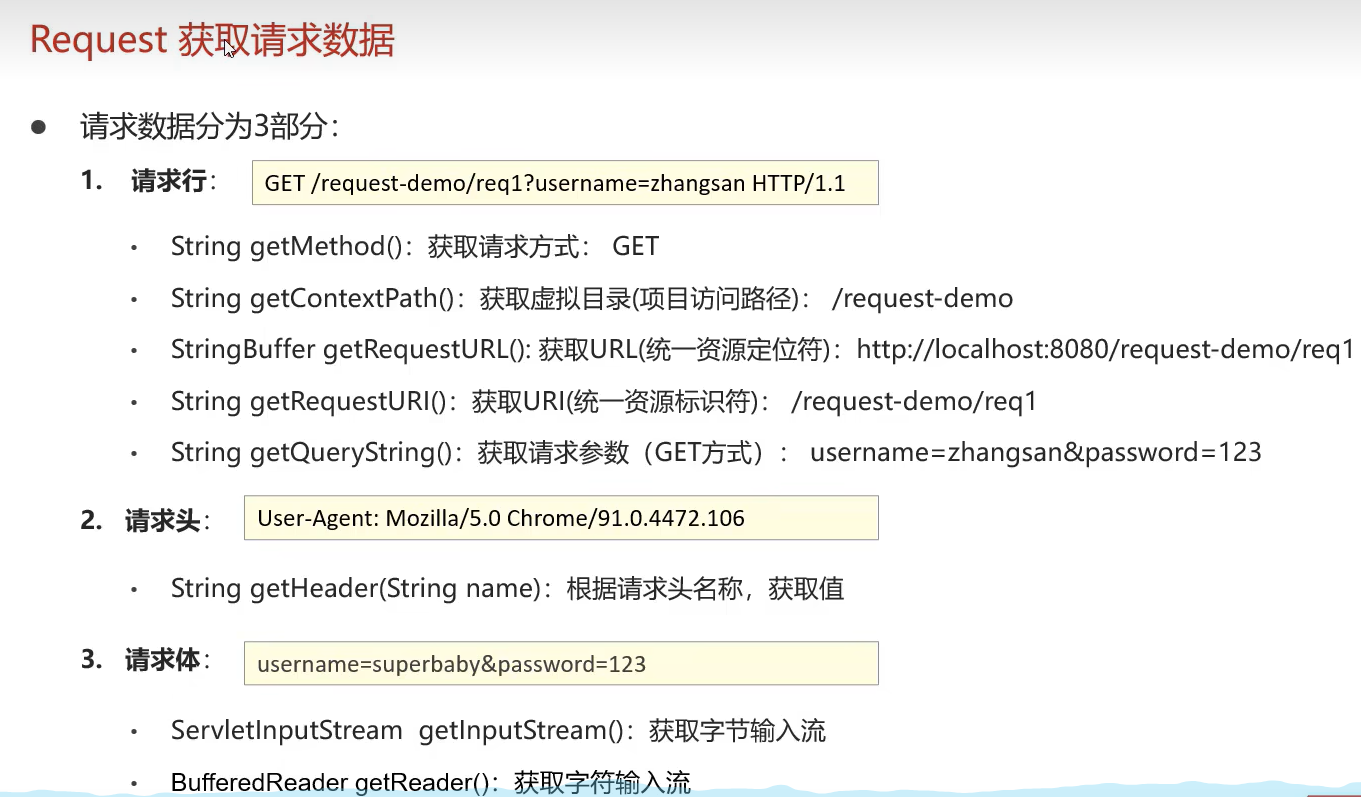 Request 获取请求数据
● 请求数据分为3部分：
1. 请求行： GET /request-demo/req1?username=zhangsan HTTP/1.1
• String getMethod()：获取请求方式： GET
• String getContextPath()：获取虚拟目录(项目访问路径)： /request-demo
• StringBuffer getRequestURL(): 获取URL(统一资源定位符)：http://localhost:8080/request-demo/req1
• String getRequestURI()：获取URI(统一资源标识符)： /request-demo/req1
• String getQueryString()：获取请求参数（GET方式）： username=zhangsan&password=123
2. 请求头： User-Agent: Mozilla/5.0 Chrome/91.0.4472.106
• String getHeader(String name)：根据请求头名称，获取值
3. 请求体： username=superbaby&password=123
• ServletInputStream getInputStream()：获取字节输入流
• BufferedReader getReader()：获取字符输入流